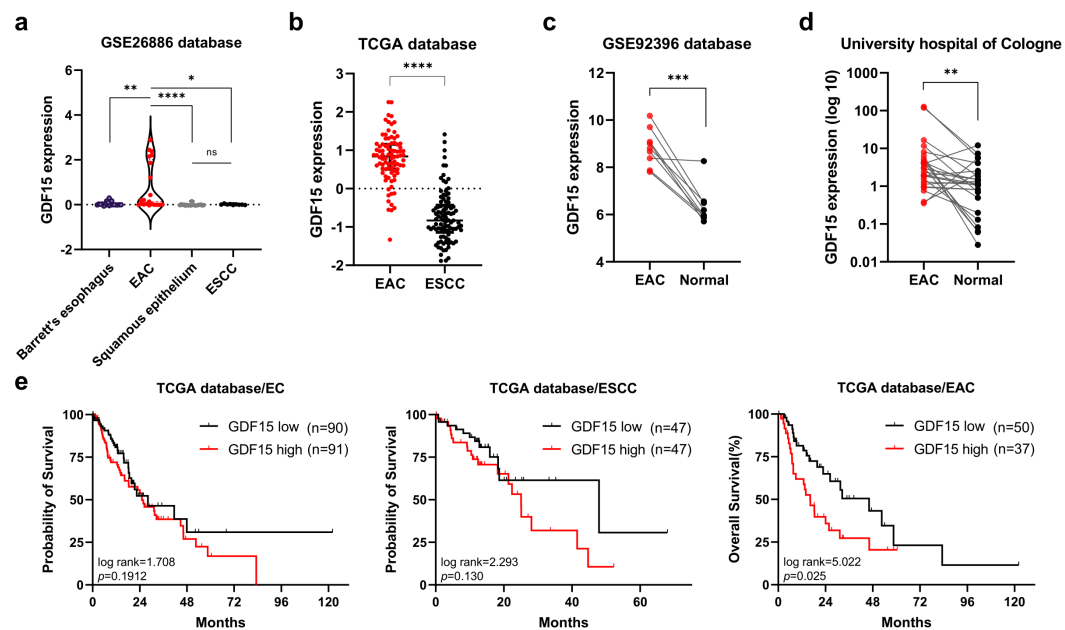 a
GSE26886 database
GDF15 expression
6
4
2
0
-2
**
*
****
ns
Barrett's esophagus
EAC
Squamous epithelium
ESCC
b
TCGA database
GDF15 expression
3
2
1
0
-1
-2
****
EAC ESCC
c
GSE92396 database
GDF15 expression
12
10
8
6
4
***
EAC Normal
d
University hospital of Cologne
GDF15 expression (log 10)
1000
100
10
1
0.1
0.01
**
EAC Normal
e
TCGA database/EC
Probability of Survival
100
75
50
25
0
GDF15 low (n=90)
GDF15 high (n=91)
log rank=1.708
p=0.1912
0 24 48 72 96 120
Months
TCGA database/ESCC
Probability of Survival
100
75
50
25
0
GDF15 low (n=47)
GDF15 high (n=47)
log rank=2.293
p=0.130
0 20 40 60
Months
TCGA database/EAC
Overall Survival(%)
100
75
50
25
0
GDF15 low (n=50)
GDF15 high (n=37)
log rank=5.022
p=0.025
0 24 48 72 96 120
Months